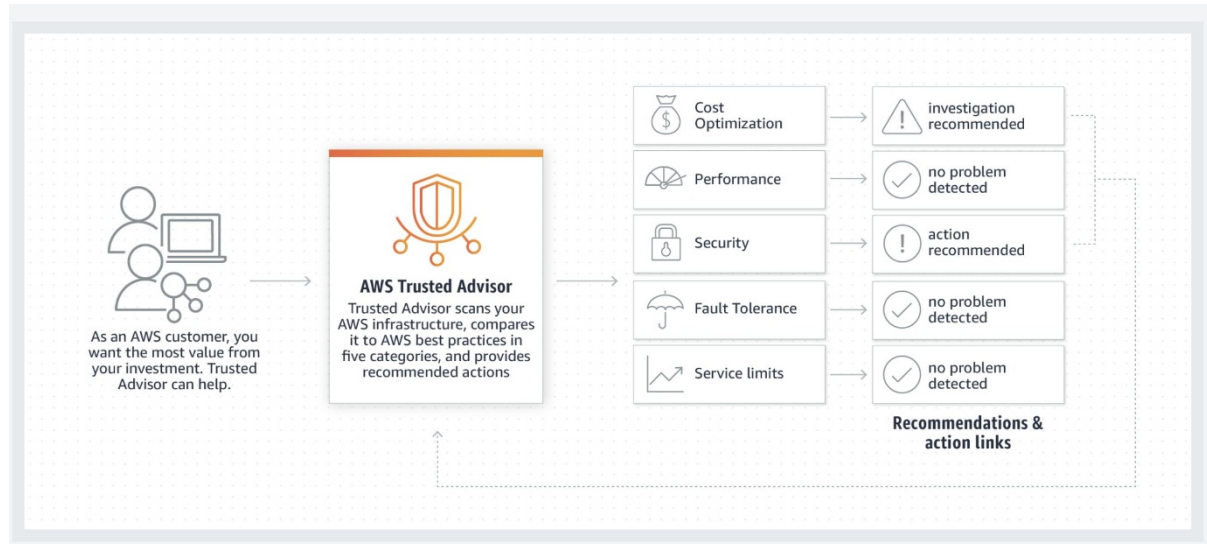 As an AWS customer, you
want the most value from
your investment. Trusted
Advisor can help.
AWS Trusted Advisor
Trusted Advisor scans your
AWS infrastructure, compares
it to AWS best practices in
five categories, and provides
recommended actions
Cost
Optimization
investigation
recommended
Performance
no problem
detected
Security
action
recommended
Fault Tolerance
no problem
detected
Service limits
no problem
detected
Recommendations &
action links